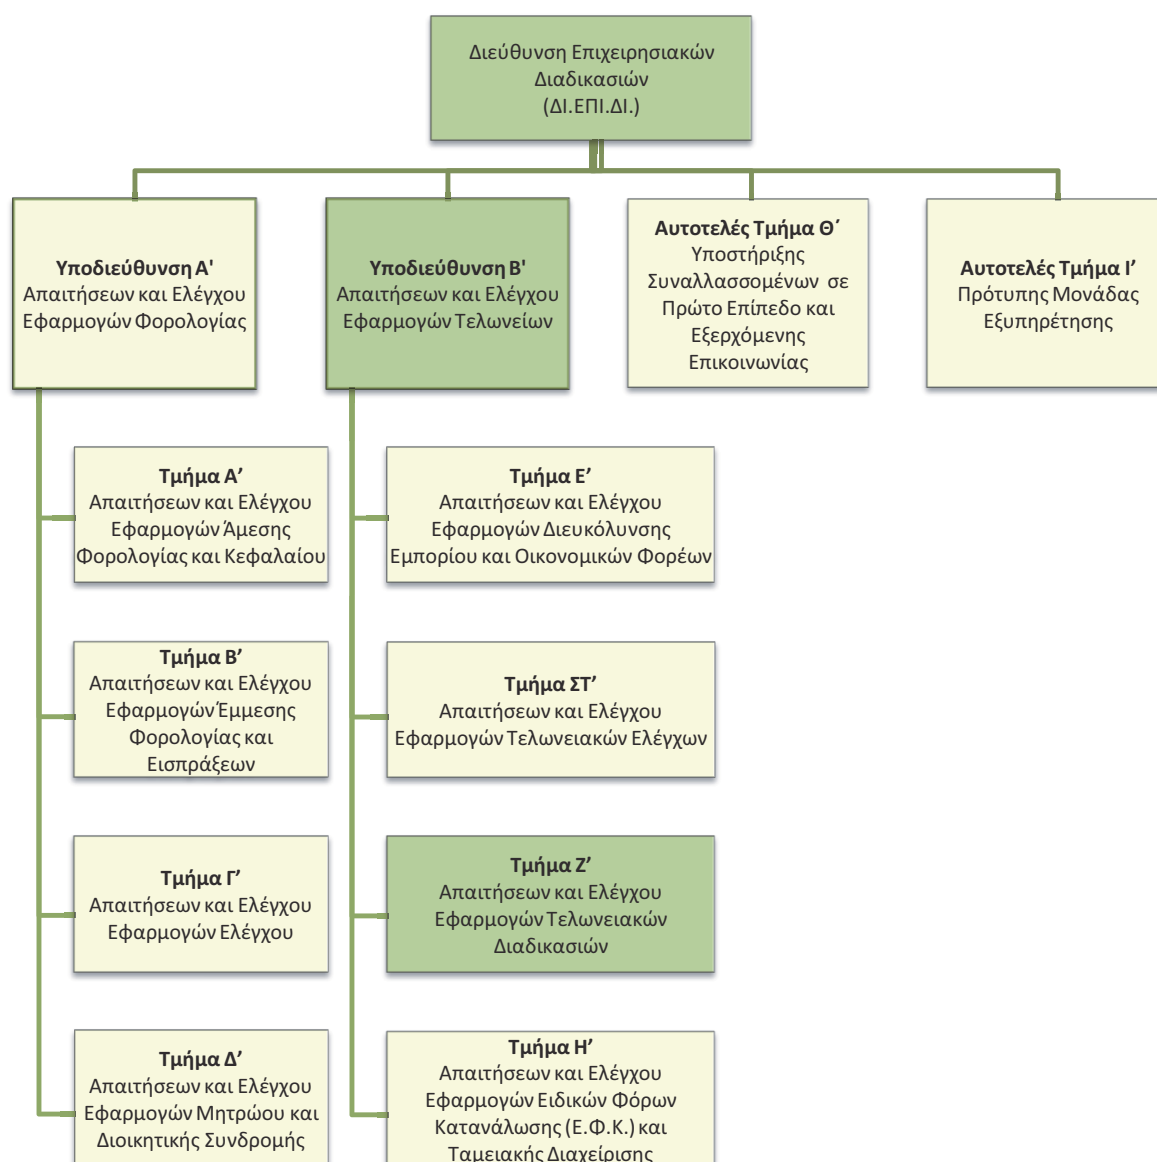 Διεύθυνση Επιχειρησιακών
Διαδικασιών
(ΔΙ.ΕΠΙ.ΔΙ.)
Υποδιεύθυνση Α'
Απαιτήσεων και Ελέγχου
Εφαρμογών Φορολογίας
Υποδιεύθυνση Β'
Απαιτήσεων και Ελέγχου
Εφαρμογών Τελωνείων
Αυτοτελές Τμήμα Θ΄
Υποστήριξης
Συναλλασσομένων σε
Πρώτο Επίπεδο και
Εξερχόμενης
Επικοινωνίας
Αυτοτελές Τμήμα Ι’
Πρότυπης Μονάδας
Εξυπηρέτησης
Τμήμα Α’
Απαιτήσεων και Ελέγχου
Εφαρμογών Άμεσης
Φορολογίας και Κεφαλαίου
Τμήμα Β’
Απαιτήσεων και Ελέγχου
Εφαρμογών Έμμεσης
Φορολογίας και
Εισπράξεων
Τμήμα Γ’
Απαιτήσεων και Ελέγχου
Εφαρμογών Ελέγχου
Τμήμα Δ’
Απαιτήσεων και Ελέγχου
Εφαρμογών Μητρώου και
Διοικητικής Συνδρομής
Τμήμα Ε’
Απαιτήσεων και Ελέγχου
Εφαρμογών Διευκόλυνσης
Εμπορίου και Οικονομικών Φορέων
Τμήμα ΣΤ’
Απαιτήσεων και Ελέγχου
Εφαρμογών Τελωνειακών Ελέγχων
Τμήμα Ζ’
Απαιτήσεων και Ελέγχου
Εφαρμογών Τελωνειακών
Διαδικασιών
Τμήμα Η’
Απαιτήσεων και Ελέγχου
Εφαρμογών Ειδικών Φόρων
Κατανάλωσης (Ε.Φ.Κ.) και
Ταμειακής Διαχείρισης